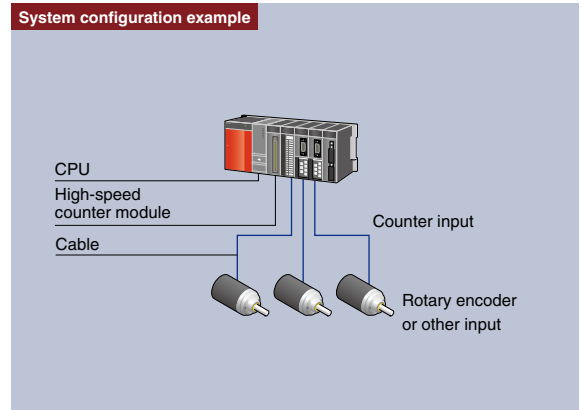 System configuration example
CPU
High-speed
counter module
Cable
Counter input
Rotary encoder
or other input